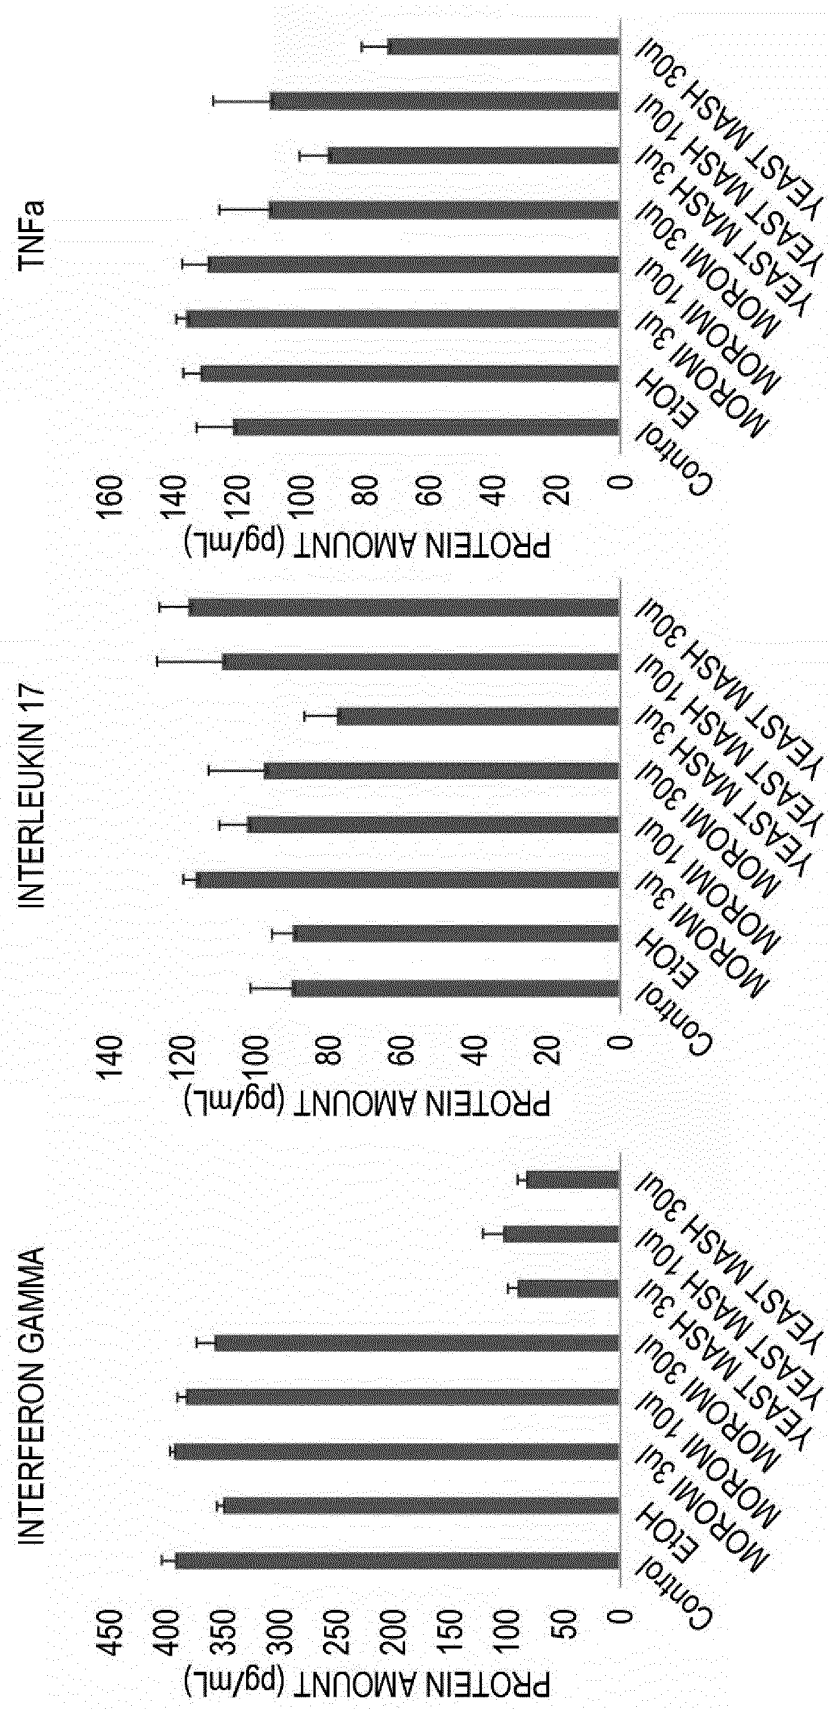 INTERFERON GAMMA
PROTEIN AMOUNT (pg/mL)
450
400
350
300
250
200
150
100
50
0
Control
EtOH
MOROMI 3ul
MOROMI 10ul
MOROMI 30ul
YEAST MASH 3ul
YEAST MASH 10ul
YEAST MASH 30ul
INTERLEUKIN 17
PROTEIN AMOUNT (pg/mL)
140
120
100
80
60
40
20
0
Control
EtOH
MOROMI 3ul
MOROMI 10ul
MOROMI 30ul
YEAST MASH 3ul
YEAST MASH 10ul
YEAST MASH 30ul
TNFa
PROTEIN AMOUNT (pg/mL)
160
140
120
100
80
60
40
20
0
Control
EtOH
MOROMI 3ul
MOROMI 10ul
MOROMI 30ul
YEAST MASH 3ul
YEAST MASH 10ul
YEAST MASH 30ul